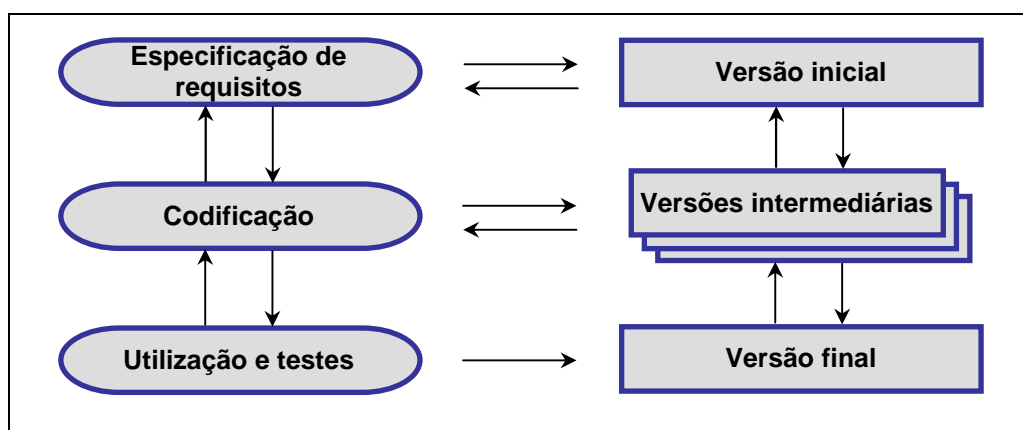 Especificação de
requisitos
Versão inicial
Codificação
Versões intermediárias
Utilização e testes
Versão final